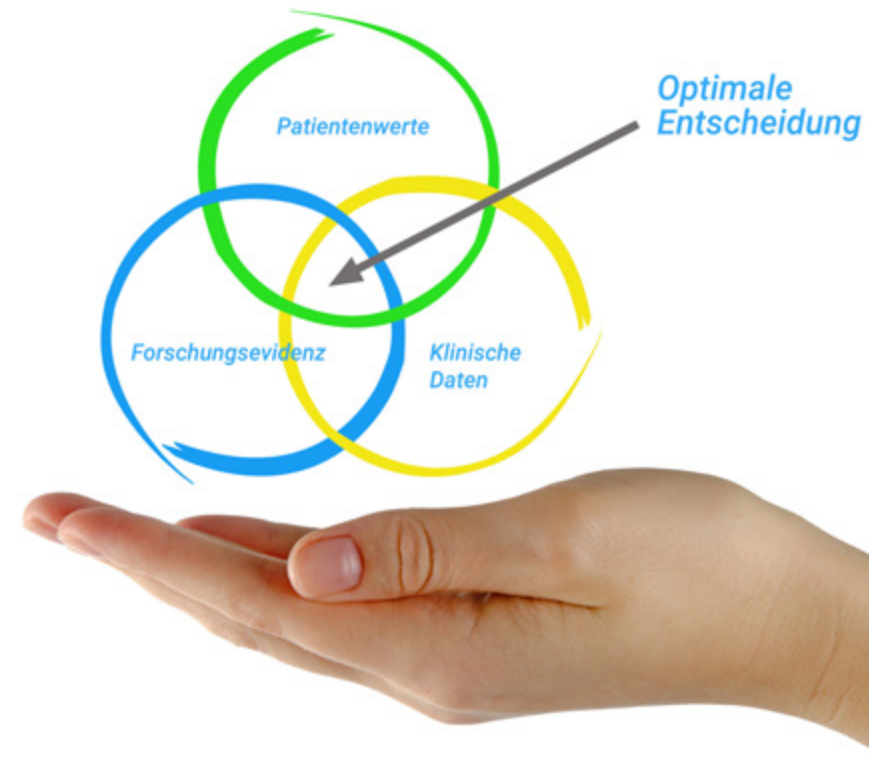 Patientenwerte
Optimale
Entscheidung
Forschungsevidenz
Klinische
Daten